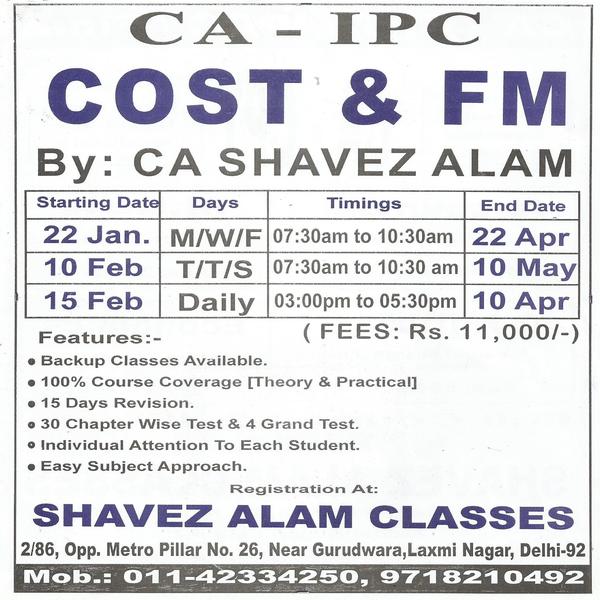 CA - IPC
COST & FM
By: CA SHAVEZ ALAM
Starting Date Days Timings End Date
22 Jan. M/W/F 07:30am to 10:30am 22 Apr
10 Feb T/T/S 07:30am to 10:30 am 10 May
15 Feb Daily 03:00pm to 05:30pm 10 Apr
Features:- ( FEES: Rs. 11,000/-)
• Backup Classes Available.
• 100% Course Coverage [Theory & Practical]
• 15 Days Revision.
• 30 Chapter Wise Test & 4 Grand Test.
• Individual Attention To Each Student.
• Easy Subject Approach.
Registration At:
SHAVEZ ALAM CLASSES
2/86, Opp. Metro Pillar No. 26, Near Gurudwara,Laxmi Nagar, Delhi-92
Mob.: 011-42334250, 9718210492